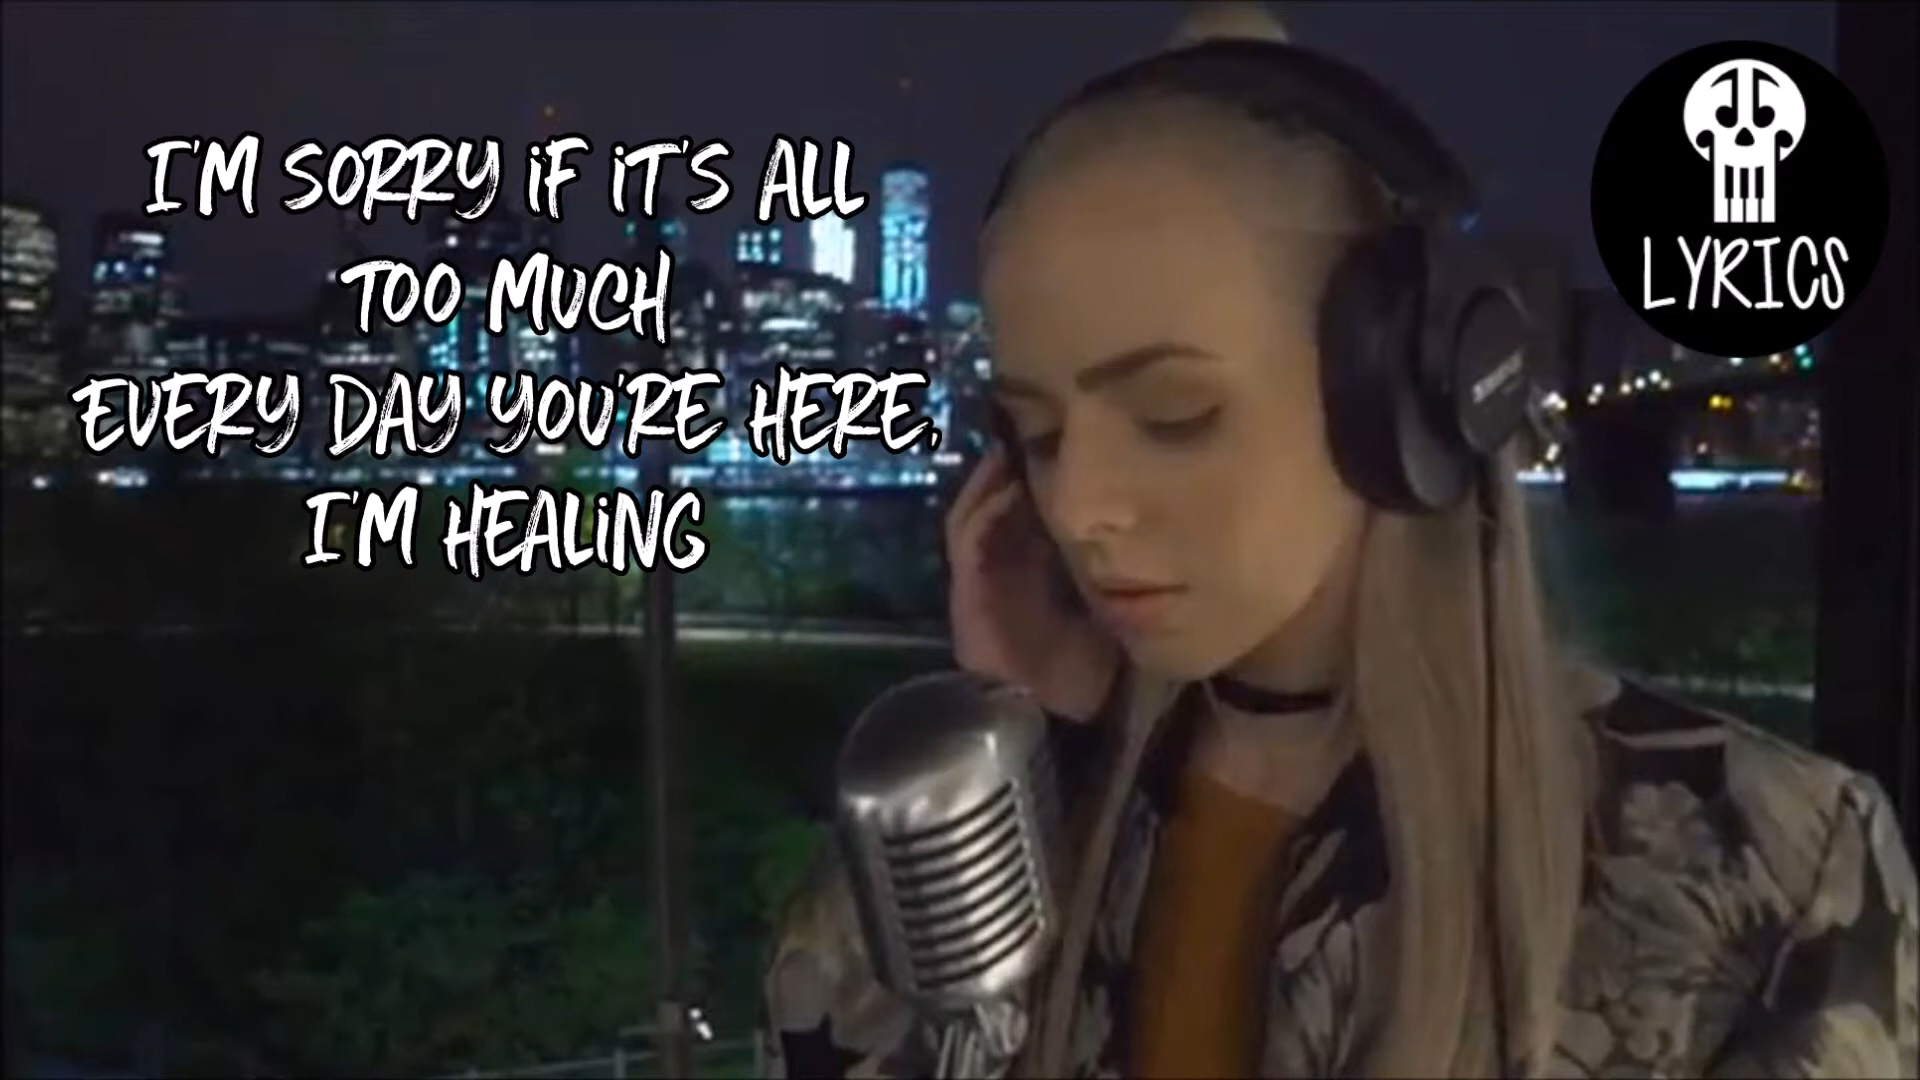 I'M SORRY IF IT'S ALL
TOO MUCH
EVERY DAY YOU'RE HERE,
I'M HEALING
LYRICS